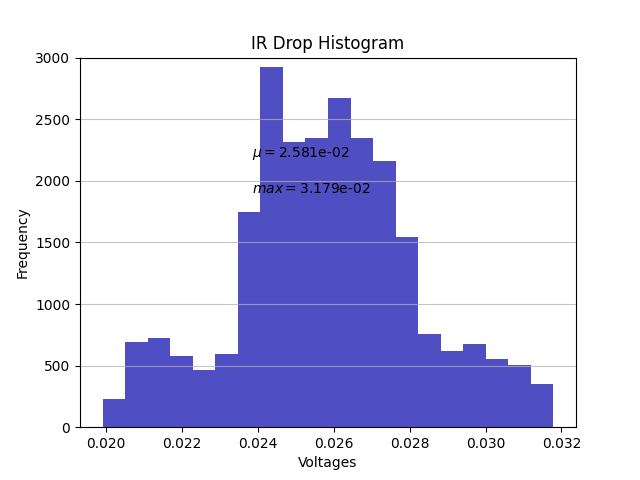 IR Drop Histogram
3000
2500
2000
1500
1000
500
0
Frequency
μ = 2.581e-02
max = 3.179e-02
0.020 0.022 0.024 0.026 0.028 0.030 0.032
Voltages